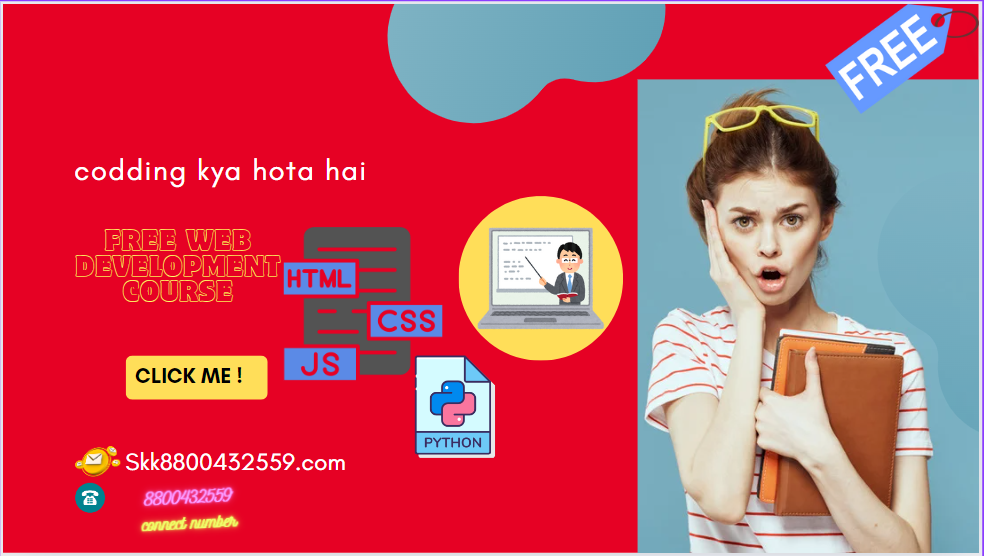 FREE
codding kya hota hai
FREE WEB
DEVELOPMENT
COURSE
HTML
CSS
JS
CLICK ME !
PYTHON
Skk8800432559.com
8800432559
connect number